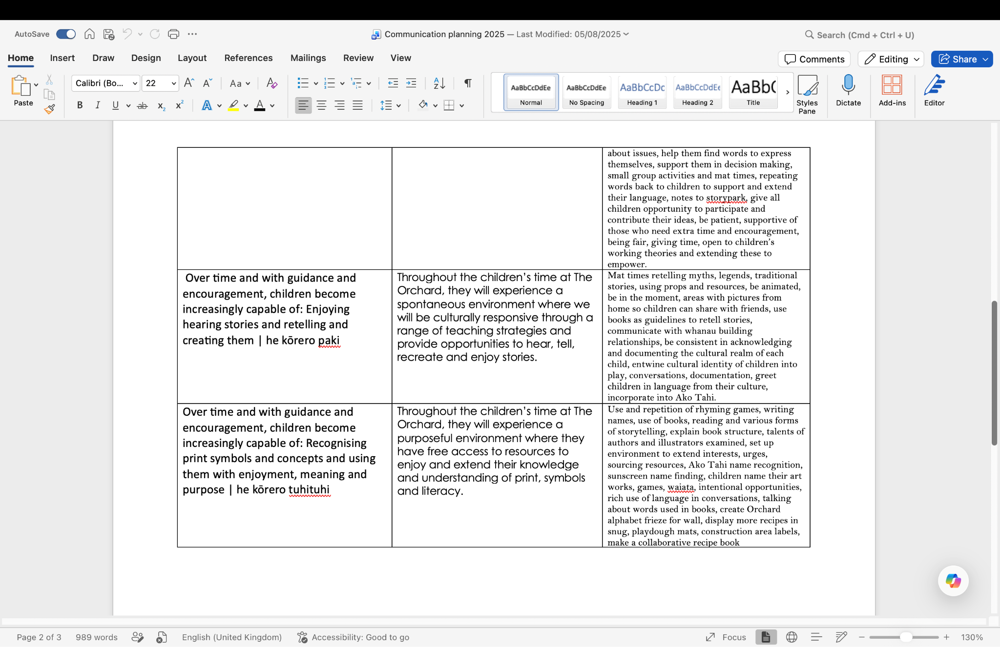 AutoSave
Communication planning 2025 — Last Modified: 05/08/2025
Search (Cmd + Ctrl + U)
Home Insert Draw Design Layout References Mailings Review View
Comments Editing Share
Paste
Calibri (Bo... 22
AaBbCcDdEe
Normal
AaBbCcDdEe
No Spacing
AaBbCcDc
Heading 1
AaBbCcDdEe
Heading 2
AaBb(
Title
Styles
Pane
Dictate
Add-ins
Editor
about issues, help them find words to express
themselves, support them in decision making,
small group activities and mat times, repeating
words back to children to support and extend
their language, notes to storypark, give all
children opportunity to participate and
contribute their ideas, be patient, supportive of
those who need extra time and encouragement,
being fair, giving time, open to children's
working theories and extending these to
empower.
Over time and with guidance and
encouragement, children become
increasingly capable of: Enjoying
hearing stories and retelling and
creating them | he kōrero paki
Throughout the children's time at The
Orchard, they will experience a
spontaneous environment where we
will be culturally responsive through a
range of teaching strategies and
provide opportunities to hear, tell,
recreate and enjoy stories.
Mat times retelling myths, legends, traditional
stories, using props and resources, be animated,
be in the moment, areas with pictures from
home so children can share with friends, use
books as guidelines to retell stories,
communicate with whanau building
relationships, be consistent in acknowledging
and documenting the cultural realm of each
child, entwine cultural identity of children into
play, conversations, documentation, greet
children in language from their culture,
incorporate into Ako Tahi.
Over time and with guidance and
encouragement, children become
increasingly capable of: Recognising
print symbols and concepts and using
them with enjoyment, meaning and
purpose | he kōrero tuhituhi
Throughout the children's time at The
Orchard, they will experience a
purposeful environment where they
have free access to resources to
enjoy and extend their knowledge
and understanding of print, symbols
and literacy.
Use and repetition of rhyming games, writing
names, use of books, reading and various forms
of storytelling, explain book structure, talents of
authors and illustrators examined, set up
environment to extend interests, urges,
sourcing resources, Ako Tahi name recognition,
sunscreen name finding, children name their art
works, games, waiata, intentional opportunities,
rich use of language in conversations, talking
about words used in books, create Orchard
alphabet frieze for wall, display more recipes in
snug, playdough mats, construction area labels,
make a collaborative recipe book
Page 2 of 3 989 words English (United Kingdom) Accessibility: Good to go Focus 130%